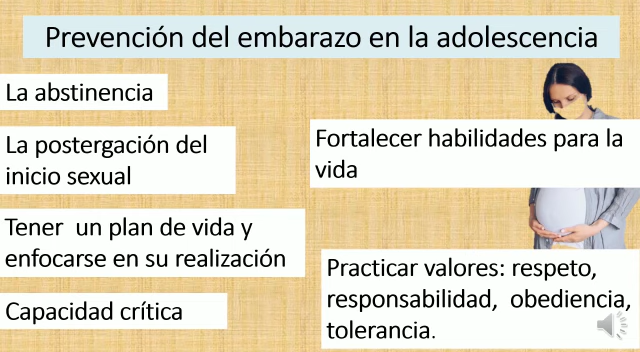 Prevención del embarazo en la adolescencia
La abstinencia
La postergación del
inicio sexual
Tener un plan de vida y
enfocarse en su realización
Capacidad crítica
Fortalecer habilidades para la
vida
Practicar valores: respeto,
responsabilidad, obediencia,
tolerancia.